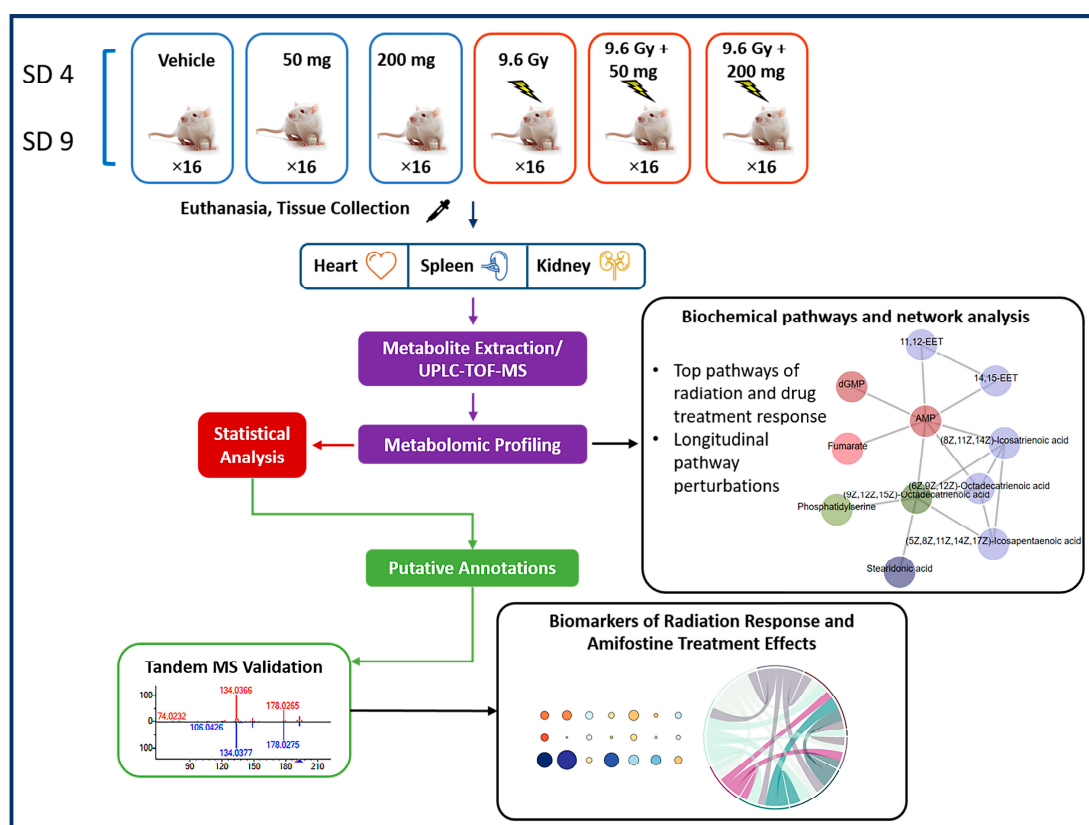 SD 4
SD 9
Vehicle
50 mg
200 mg
9.6 Gy
9.6 Gy +
50 mg
9.6 Gy +
200 mg
×16
×16
×16
×16
×16
×16
Euthanasia, Tissue Collection
Heart
Spleen
Kidney
Metabolite Extraction/
UPLC-TOF-MS
Metabolomic Profiling
Statistical
Analysis
Putative Annotations
Biochemical pathways and network analysis
• Top pathways of
radiation and drug
treatment response
• Longitudinal
pathway
perturbations
11,12-EET
14,15-EET
dGMP
AMP
(8Z,11Z,14Z)-Icosatrienoic acid
Fumarate
(6Z,9Z,12Z)-Octadecatrienoic acid
(9Z,12Z,15Z)-Octadecatrienoic acid
Phosphatidylserine
(5Z,8Z,11Z,14Z,17Z)-Icosapentaenoic acid
Stearidonic acid
Tandem MS Validation
100
0
100
74.0232
134.0366
178.0265
106.0426
134.0377
178.0275
90
120
150
180
210
Biomarkers of Radiation Response and
Amifostine Treatment Effects